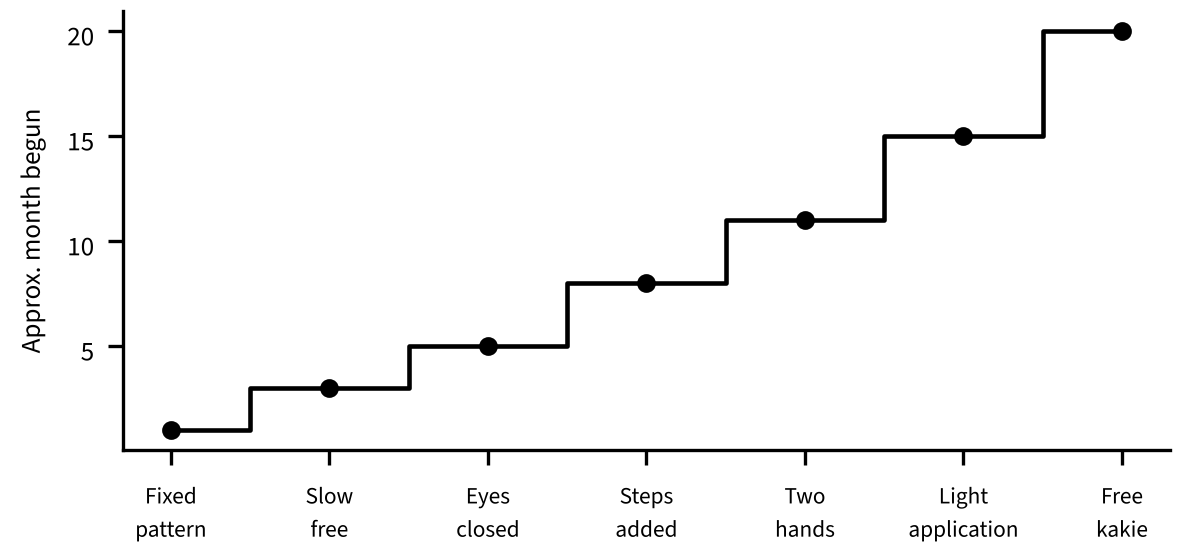 Approx. month begun
20
15
10
5
Fixed
pattern
Slow
free
Eyes
closed
Steps
added
Two
hands
Light
application
Free
kakie